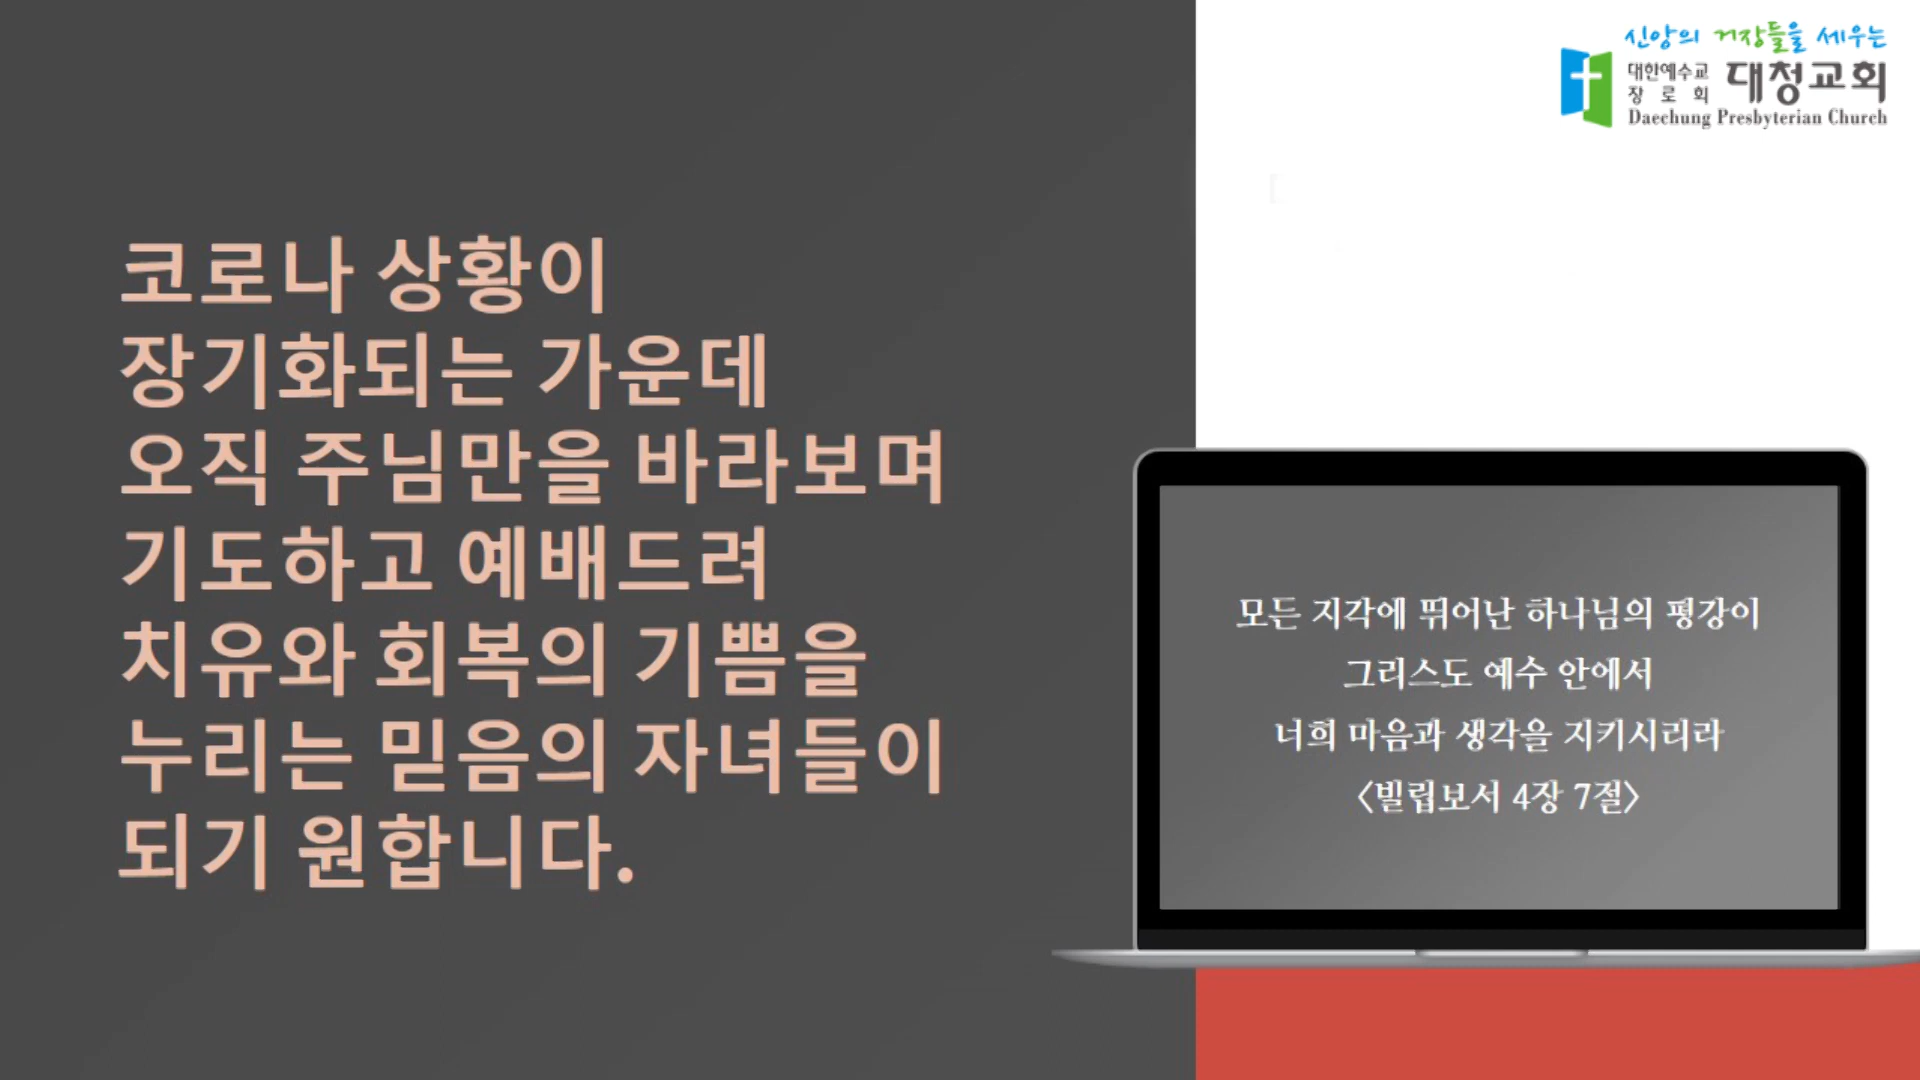 신앙의 거장들을 세우는
대한예수교
장로회
대청교회
Daechung Presbyterian Church
코로나 상황이
장기화되는 가운데
오직 주님만을 바라보며
기도하고 예배드려
치유와 회복의 기쁨을
누리는 믿음의 자녀들이
되기 원합니다.
모든 지각에 뛰어난 하나님의 평강이
그리스도 예수 안에서
너희 마음과 생각을 지키시리라
<빌립보서 4장 7절>